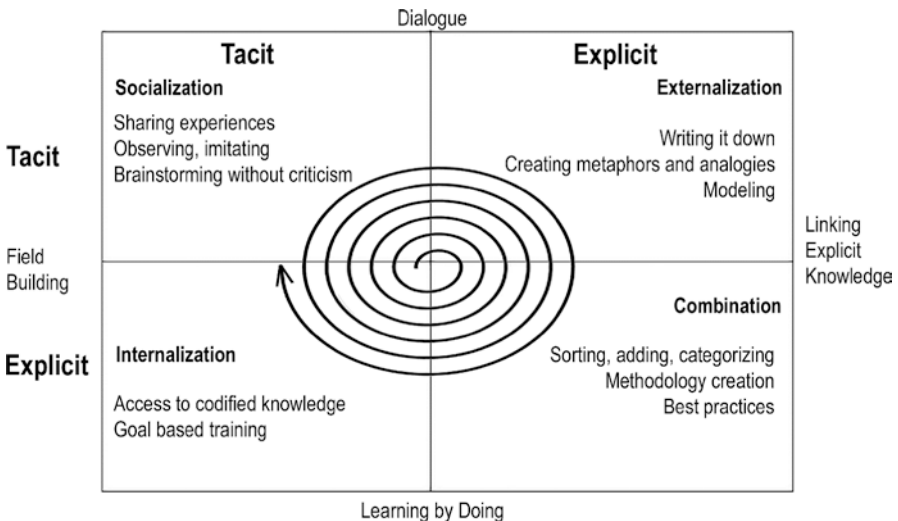 Dialogue
Tacit
Explicit
Socialization
Externalization
Sharing experiences
Observing, imitating
Brainstorming without criticism
Writing it down
Creating metaphors and analogies
Modeling
Tacit
Field
Building
Linking
Explicit
Knowledge
Explicit
Internalization
Combination
Access to codified knowledge
Goal based training
Sorting, adding, categorizing
Methodology creation
Best practices
Learning by Doing